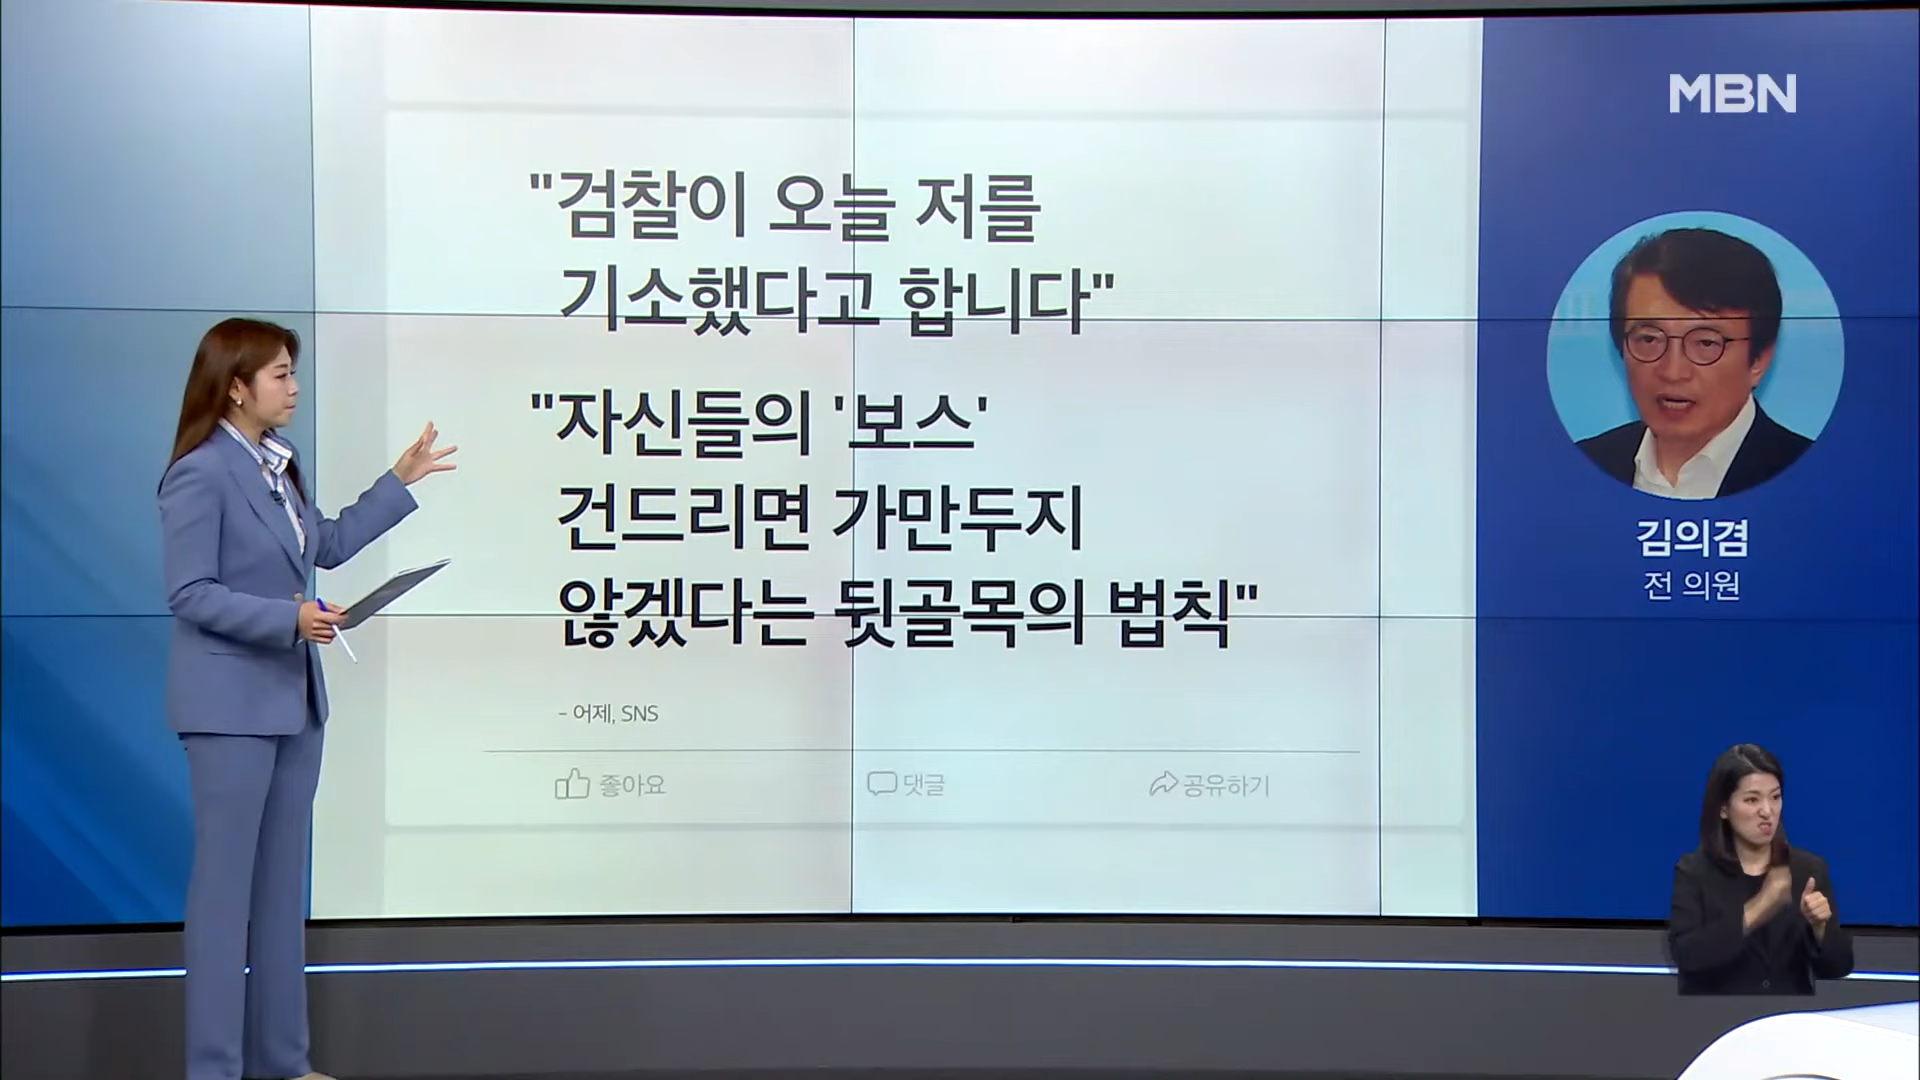 MBN
"검찰이 오늘 저를
기소했다고 합니다"
"자신들의 '보스'
건드리면 가만두지
않겠다는 뒷골목의 법칙"
- 어제, SNS
좋아요
댓글
공유하기
김의겸
전 의원